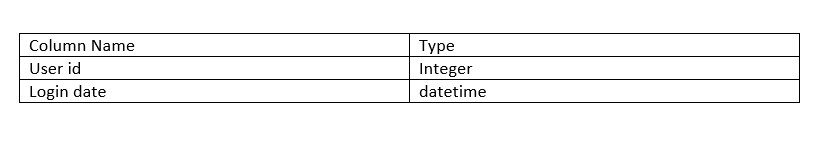 Column Name Type
User id Integer
Login date datetime